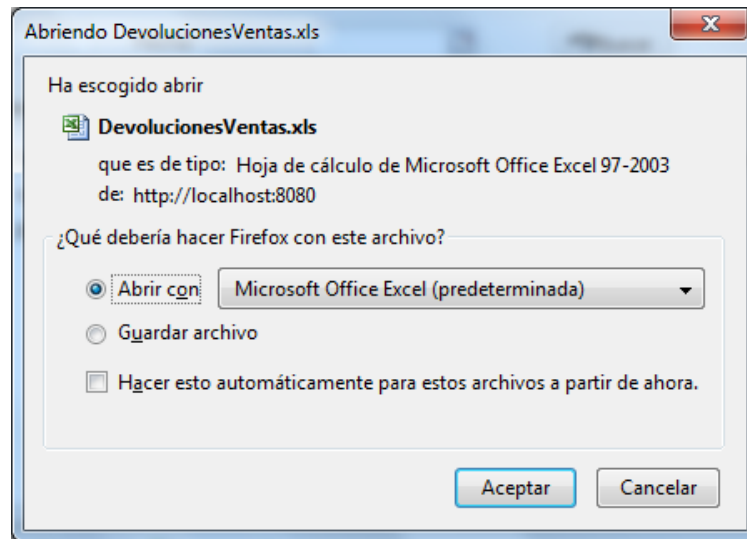 Abriendo DevolucionesVentas.xls
Ha escogido abrir
DevolucionesVentas.xls
que es de tipo: Hoja de cálculo de Microsoft Office Excel 97-2003
de: http://localhost:8080
¿Qué debería hacer Firefox con este archivo?
Abrir con Microsoft Office Excel (predeterminada)
Guardar archivo
Hacer esto automáticamente para estos archivos a partir de ahora.
Aceptar Cancelar